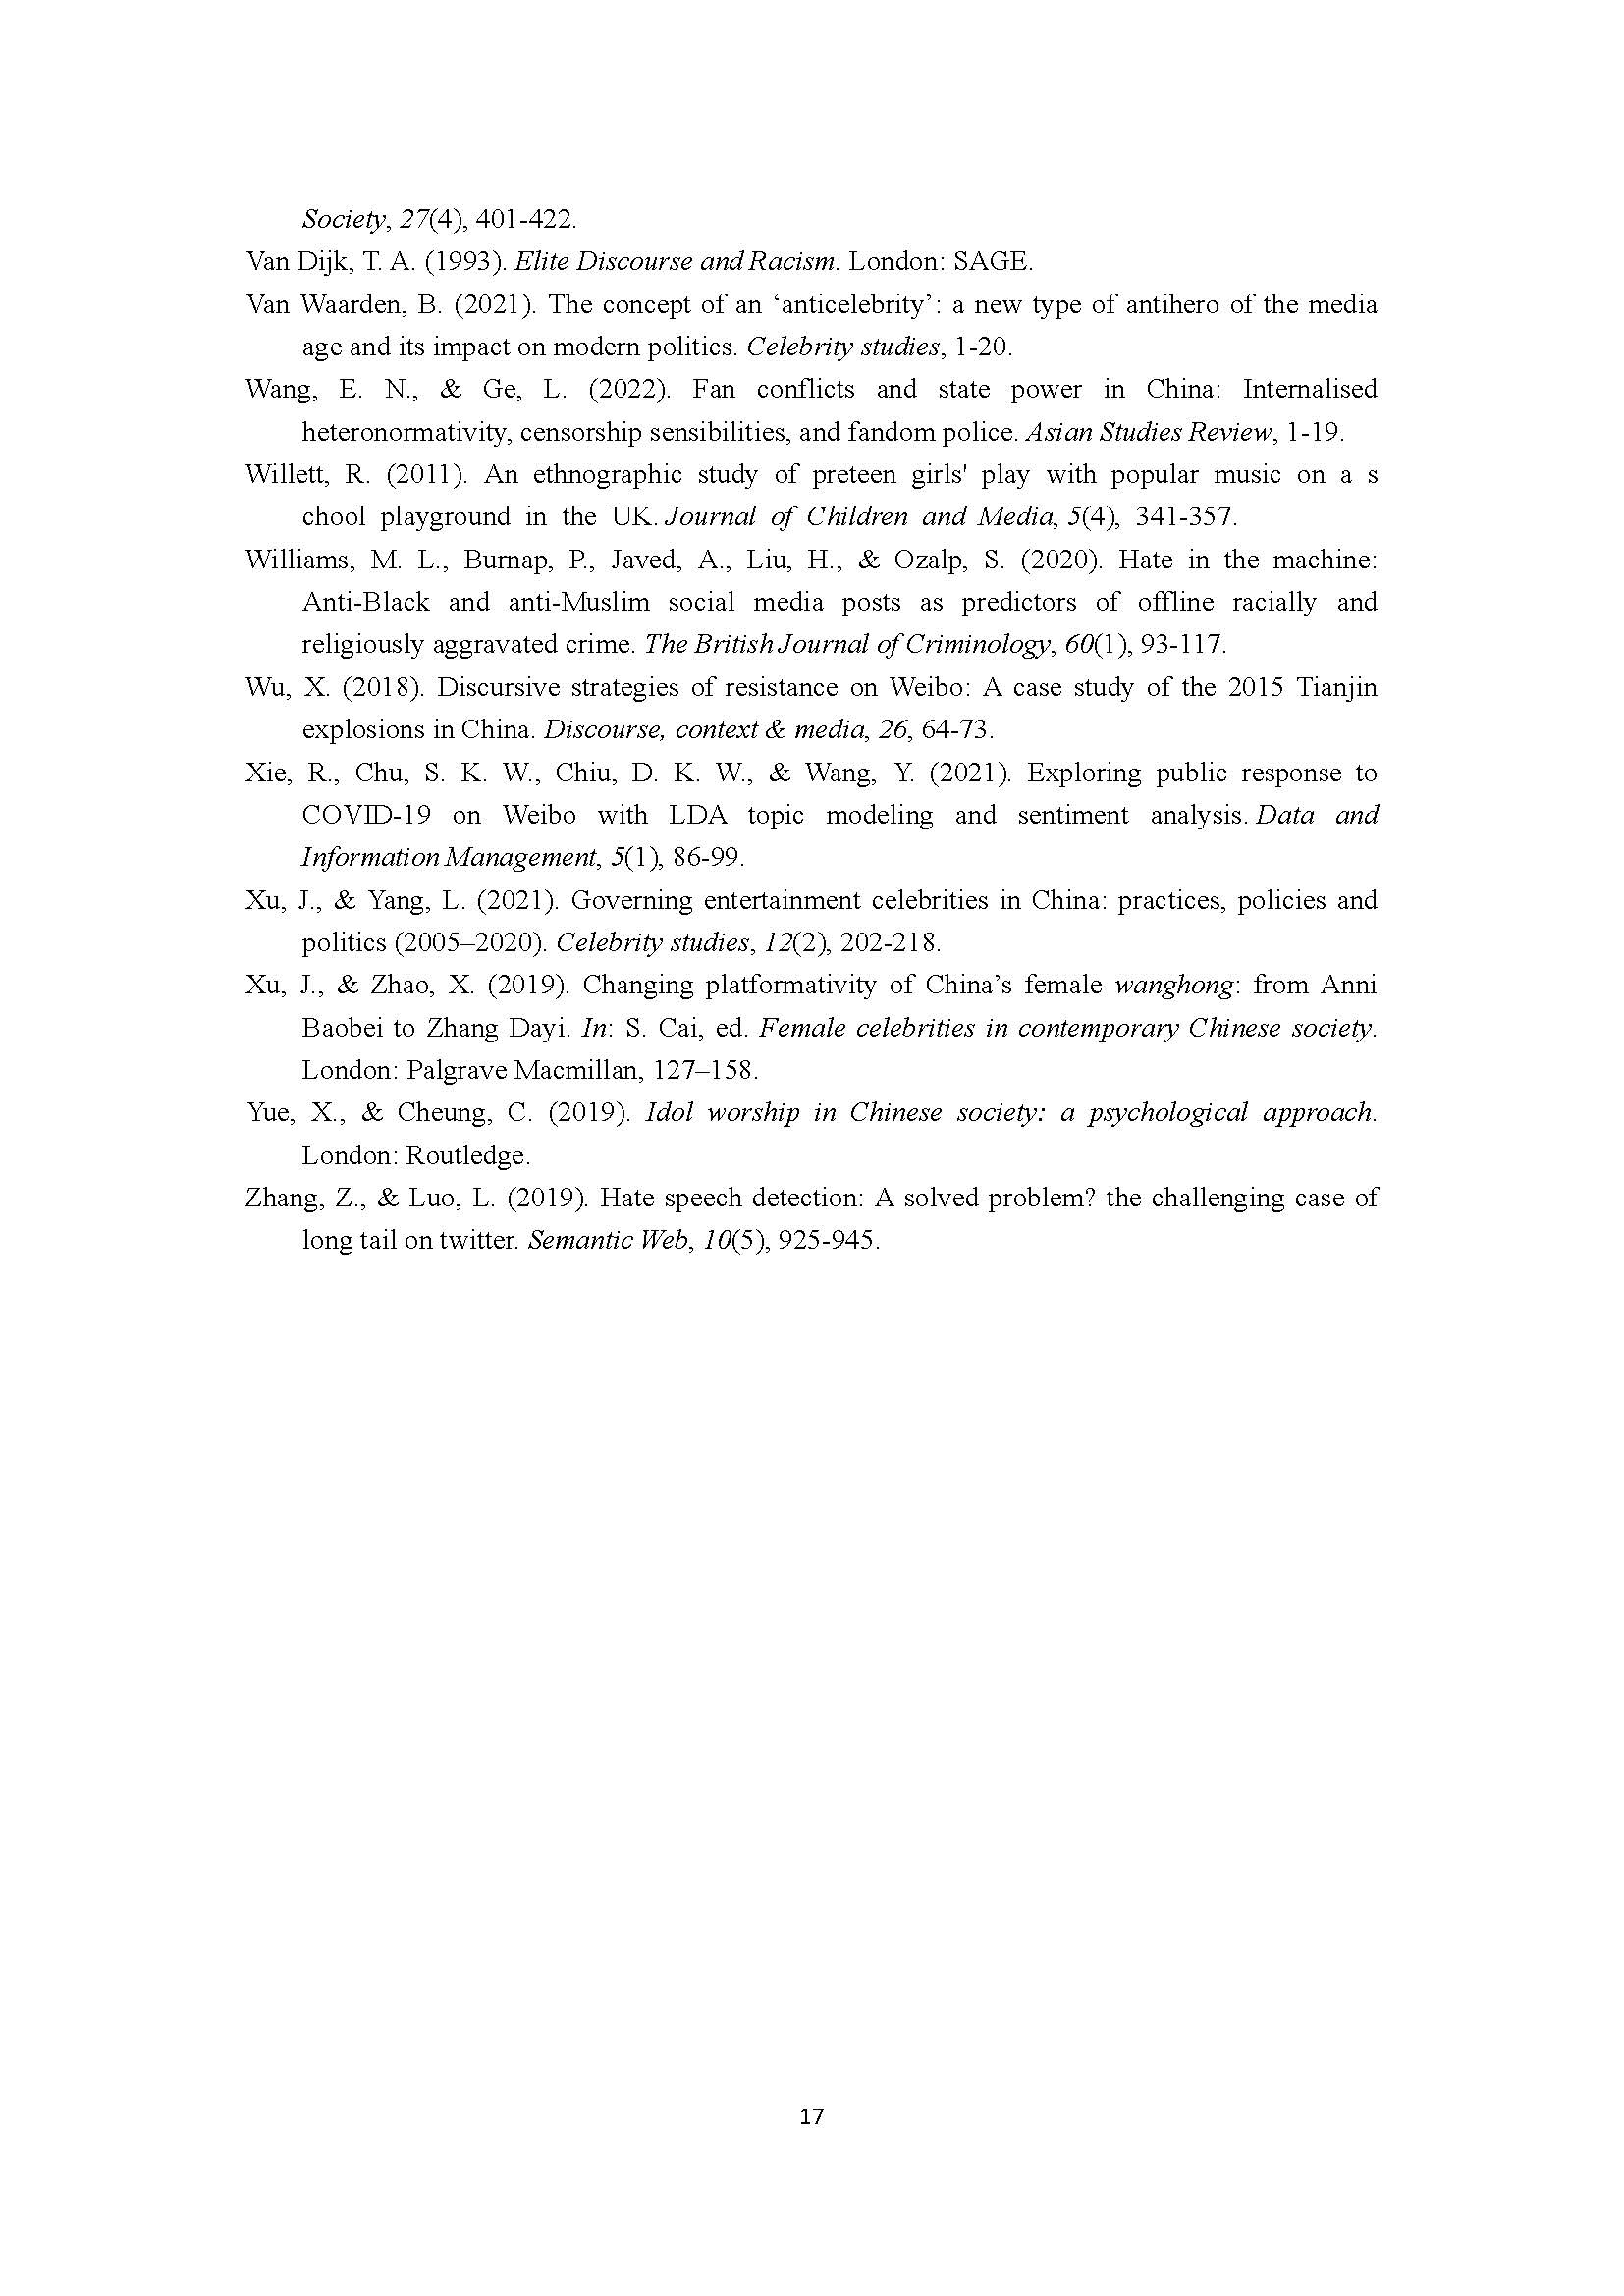 Society, 27(4), 401-422.
Van Dijk, T. A. (1993). Elite Discourse and Racism. London: SAGE.
Van Waarden, B. (2021). The concept of an ‘anticelebrity’: a new type of antihero of the media
age and its impact on modern politics. Celebrity studies, 1-20.
Wang, E. N., & Ge, L. (2022). Fan conflicts and state power in China: Internalised
heteronormativity, censorship sensibilities, and fandom police. Asian Studies Review, 1-19.
Willett, R. (2011). An ethnographic study of preteen girls' play with popular music on a s
chool playground in the UK. Journal of Children and Media, 5(4), 341-357.
Williams, M. L., Burnap, P., Javed, A., Liu, H., & Ozalp, S. (2020). Hate in the machine:
Anti-Black and anti-Muslim social media posts as predictors of offline racially and
religiously aggravated crime. The British Journal of Criminology, 60(1), 93-117.
Wu, X. (2018). Discursive strategies of resistance on Weibo: A case study of the 2015 Tianjin
explosions in China. Discourse, context & media, 26, 64-73.
Xie, R., Chu, S. K. W., Chiu, D. K. W., & Wang, Y. (2021). Exploring public response to
COVID-19 on Weibo with LDA topic modeling and sentiment analysis. Data and
Information Management, 5(1), 86-99.
Xu, J., & Yang, L. (2021). Governing entertainment celebrities in China: practices, policies and
politics (2005–2020). Celebrity studies, 12(2), 202-218.
Xu, J., & Zhao, X. (2019). Changing platformativity of China’s female wanghong: from Anni
Baobei to Zhang Dayi. In: S. Cai, ed. Female celebrities in contemporary Chinese society.
London: Palgrave Macmillan, 127–158.
Yue, X., & Cheung, C. (2019). Idol worship in Chinese society: a psychological approach.
London: Routledge.
Zhang, Z., & Luo, L. (2019). Hate speech detection: A solved problem? the challenging case of
long tail on twitter. Semantic Web, 10(5), 925-945.
17